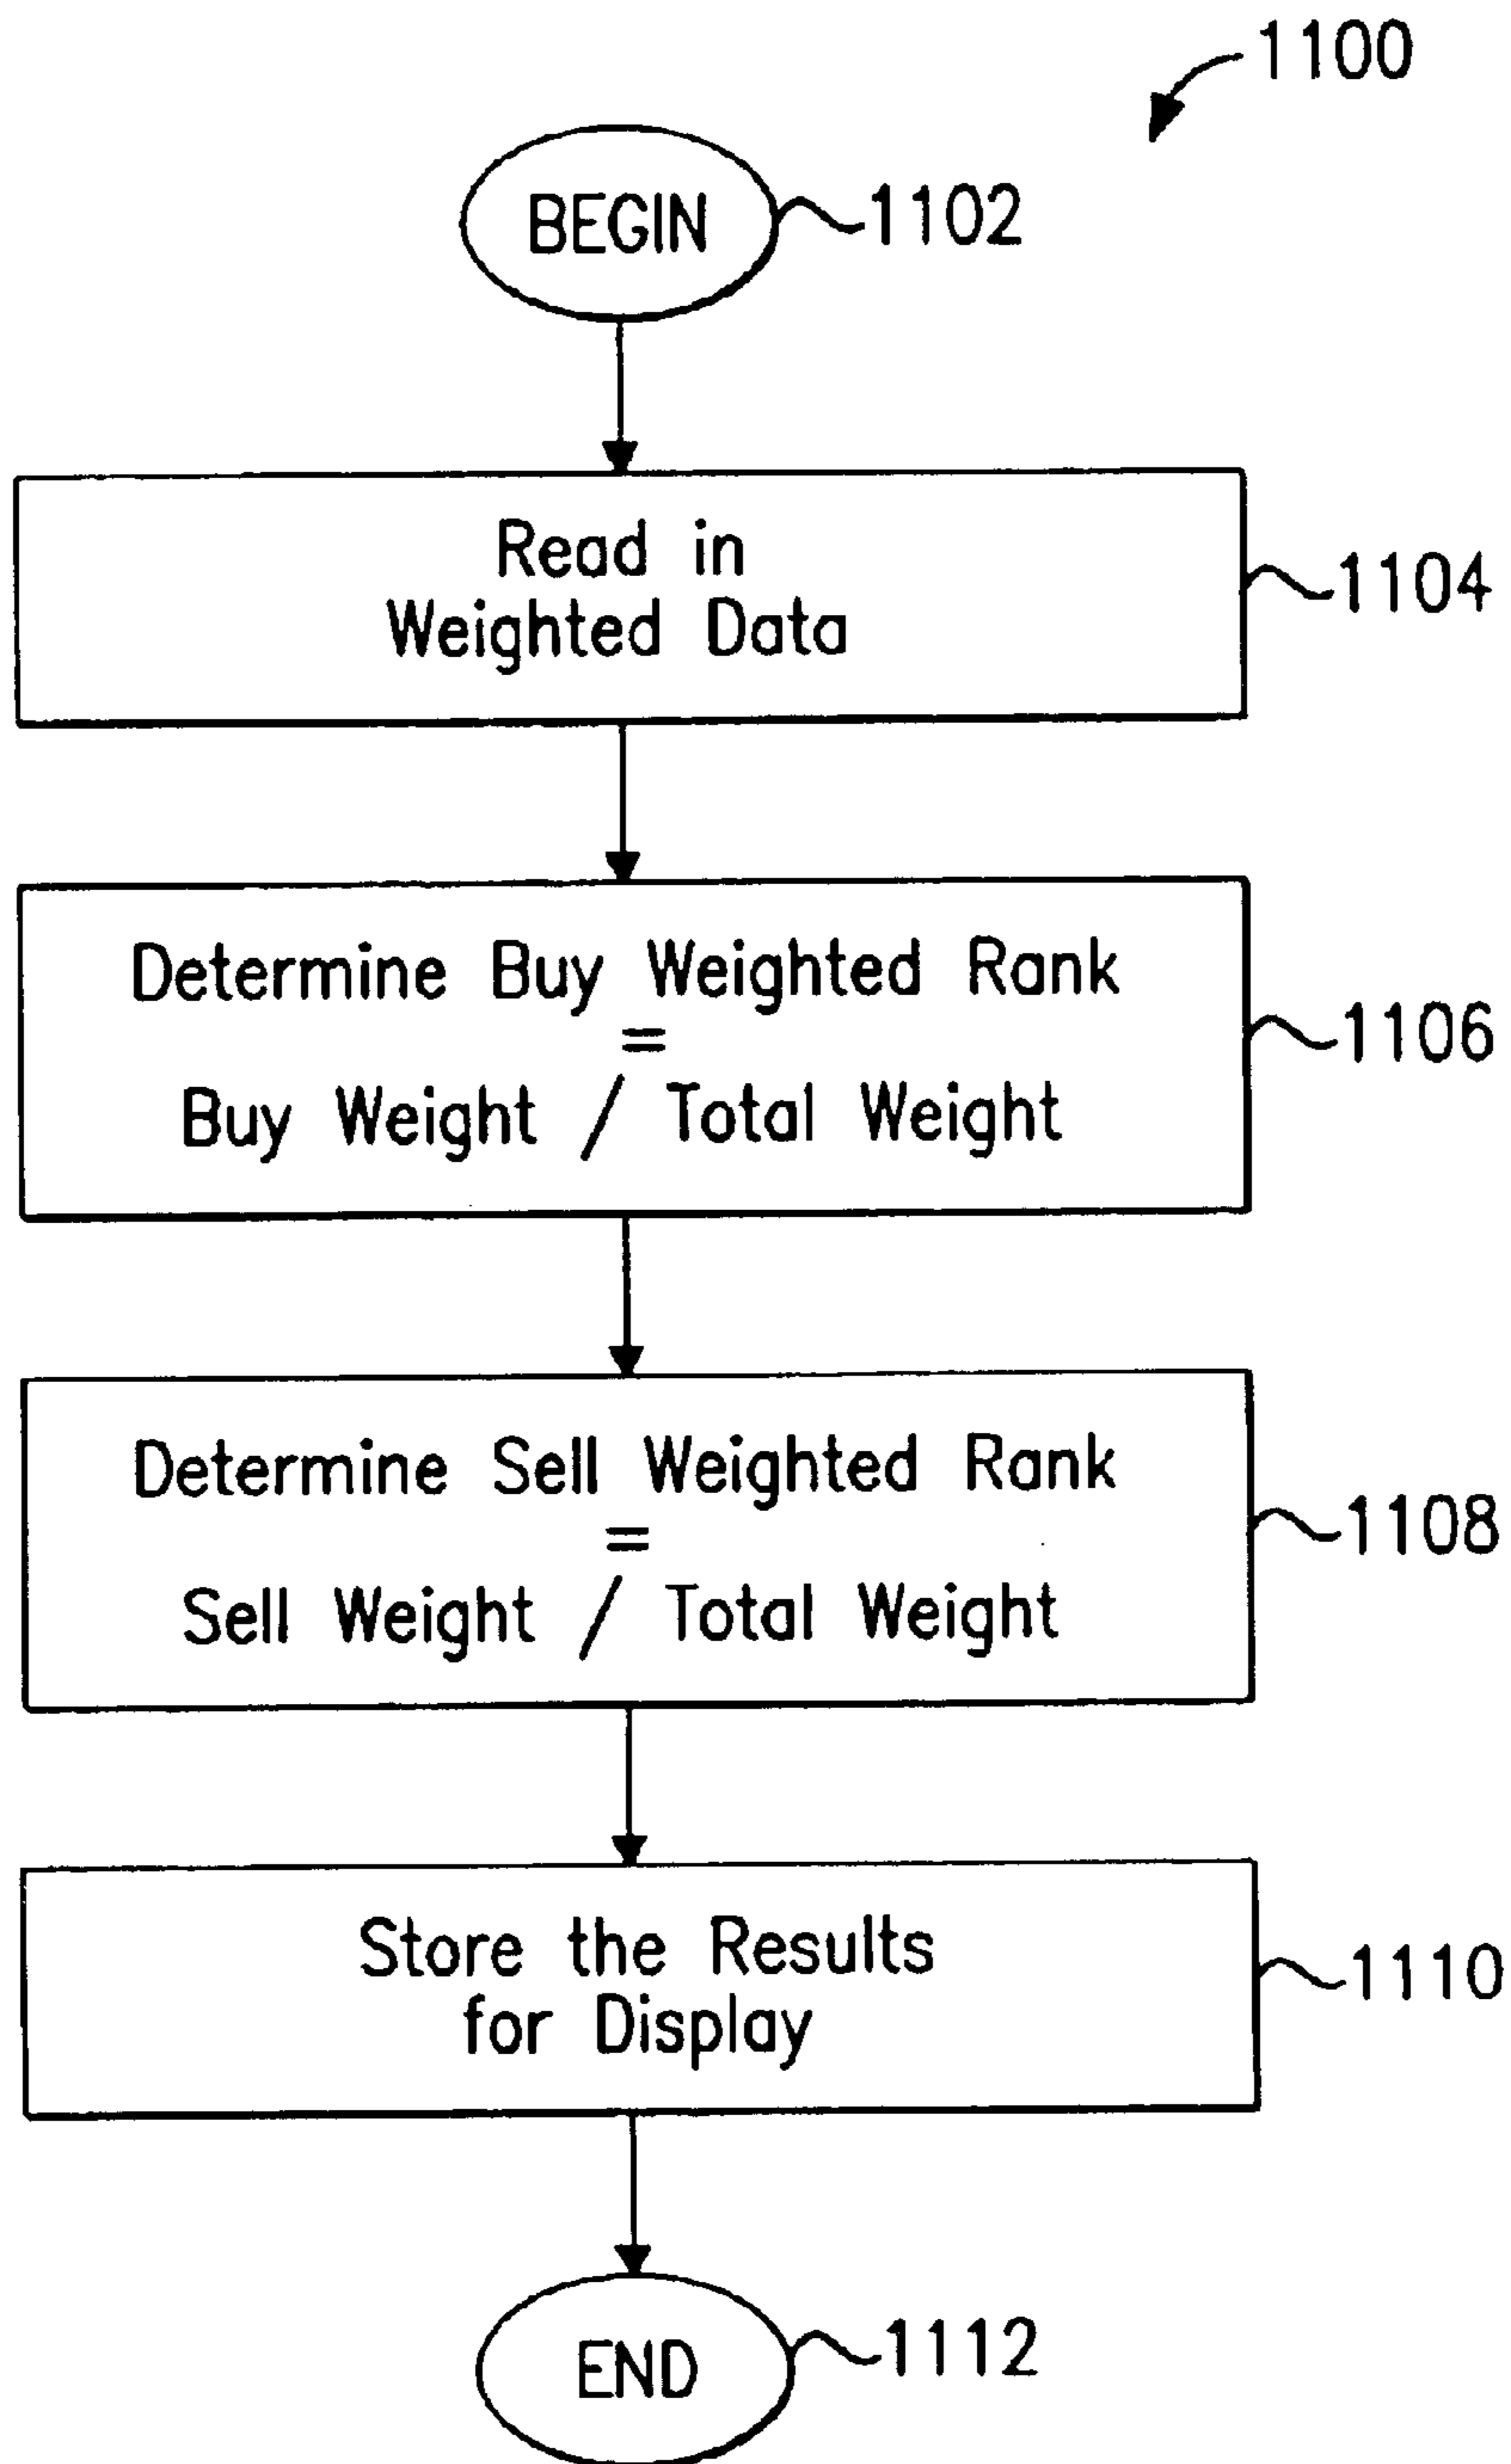 1100
BEGIN 1102
Read in
Weighted Data
1104
Determine Buy Weighted Rank
=
Buy Weight / Total Weight
1106
Determine Sell Weighted Rank
=
Sell Weight / Total Weight
1108
Store the Results
for Display
1110
END 1112